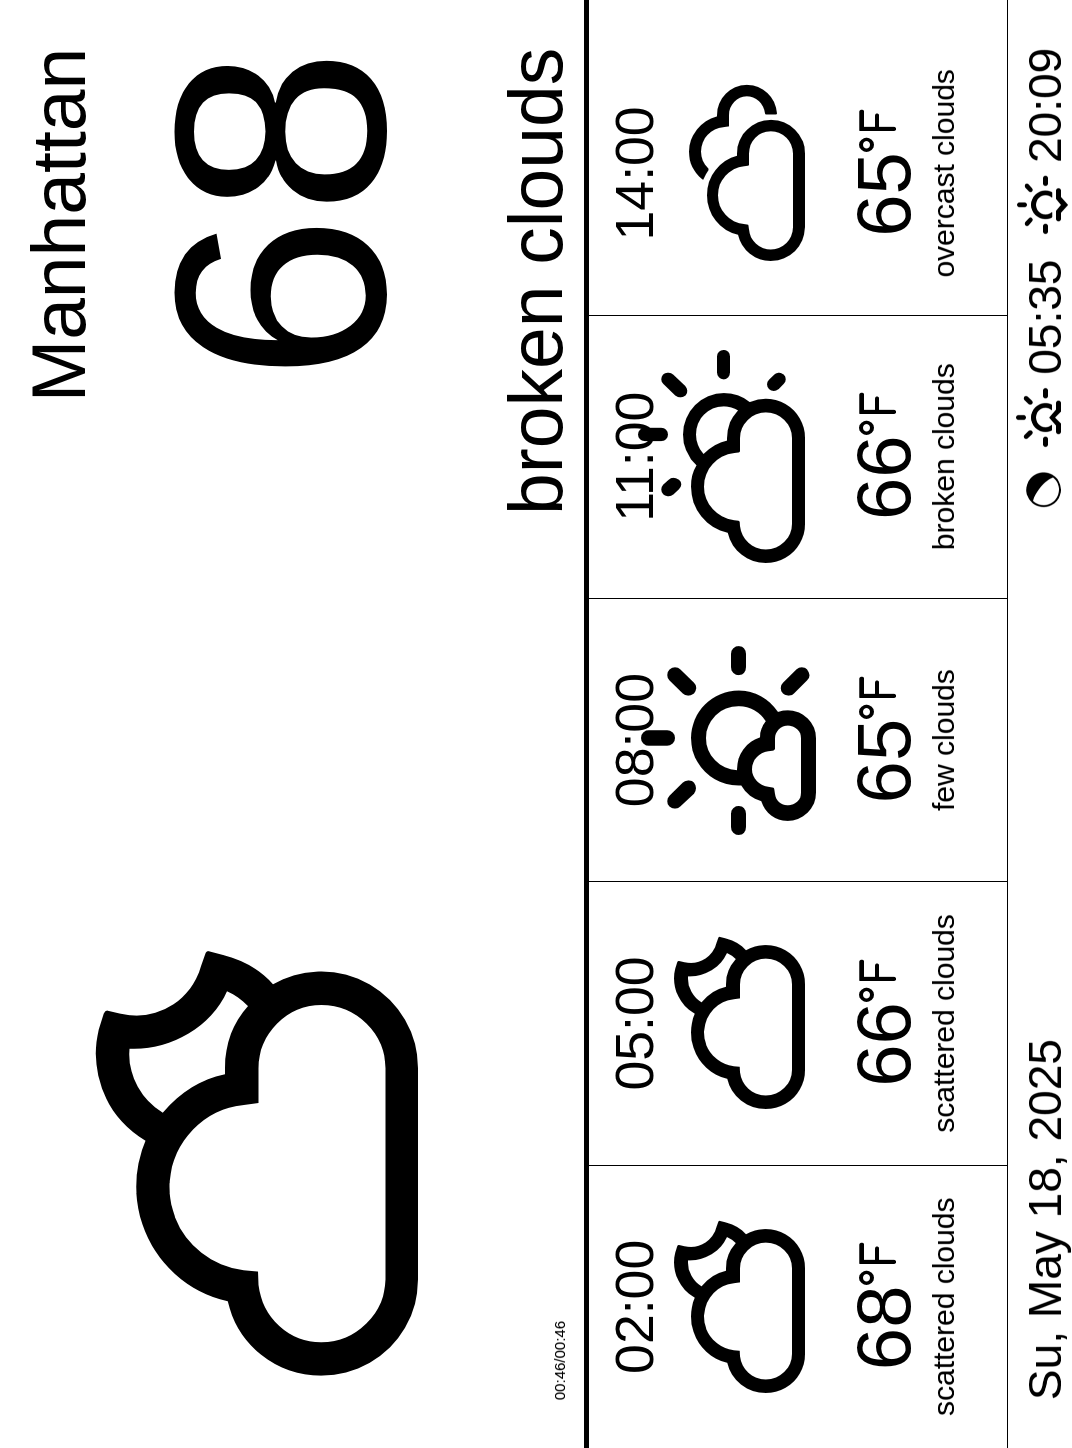 Manhattan
68
broken clouds
00:46/00:46
02:00
68°F
scattered clouds
05:00
66°F
scattered clouds
08:00
65°F
few clouds
11:00
66°F
broken clouds
14:00
65°F
overcast clouds
Su, May 18, 2025
05:35 20:09